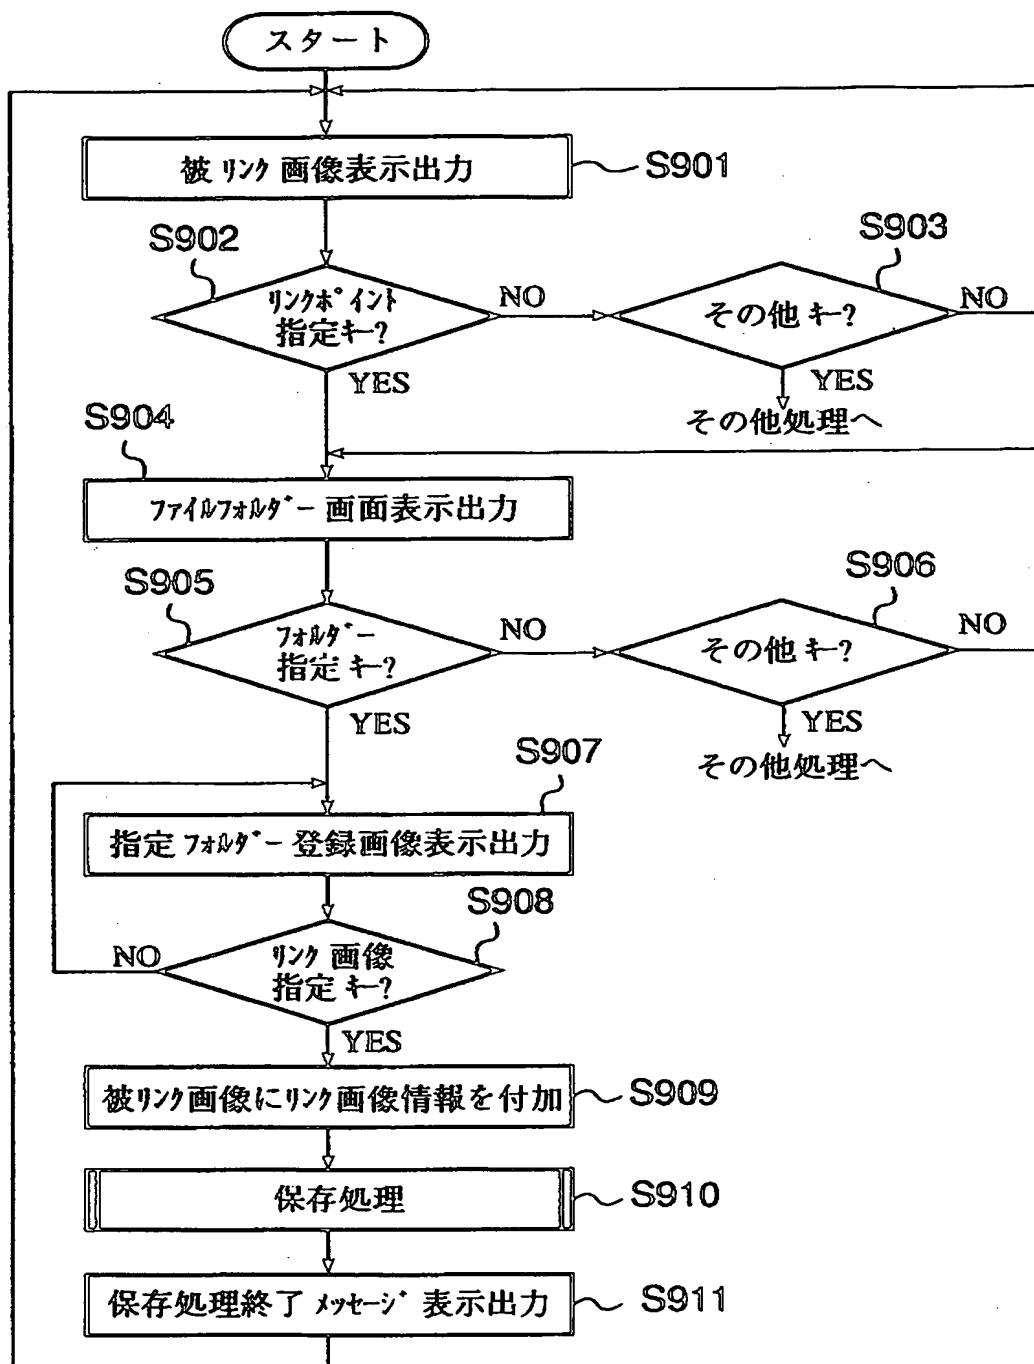 スタート
被リンク画像表示出力
S901
S902
リンクポイント
指定キー?
NO
YES
S903
その他キー?
NO
YES
その他処理へ
S904
ファイルフォルダー画面表示出力
S905
フォルダー
指定キー?
NO
YES
S906
その他キー?
NO
YES
その他処理へ
S907
指定フォルダー登録画像表示出力
S908
リンク画像
指定キー?
NO
YES
被リンク画像にリンク画像情報を付加
S909
保存処理
S910
保存処理終了メッセージ表示出力
S911